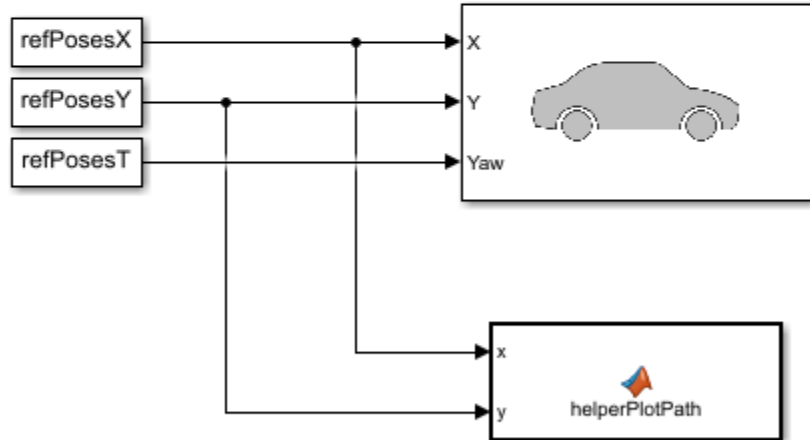 refPosesX
X
refPosesY
Y
refPosesT
Yaw
x
helperPlotPath
y